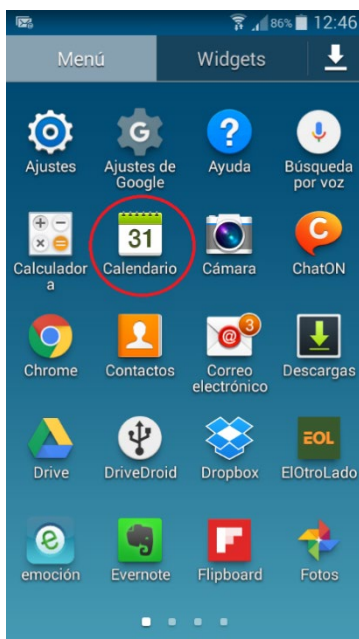 86% 12:46
Menú Widgets
G ?
Ajustes Ajustes de Ayuda Búsqueda
Google por voz
+ −
× = 31 C
Calculador Calendario Cámara ChatON
a
@ 3
Chrome Contactos Correo Descargas
electrónico
EOL
Drive DriveDroid Dropbox ElOtroLado
e
emoción Evernote Flipboard Fotos